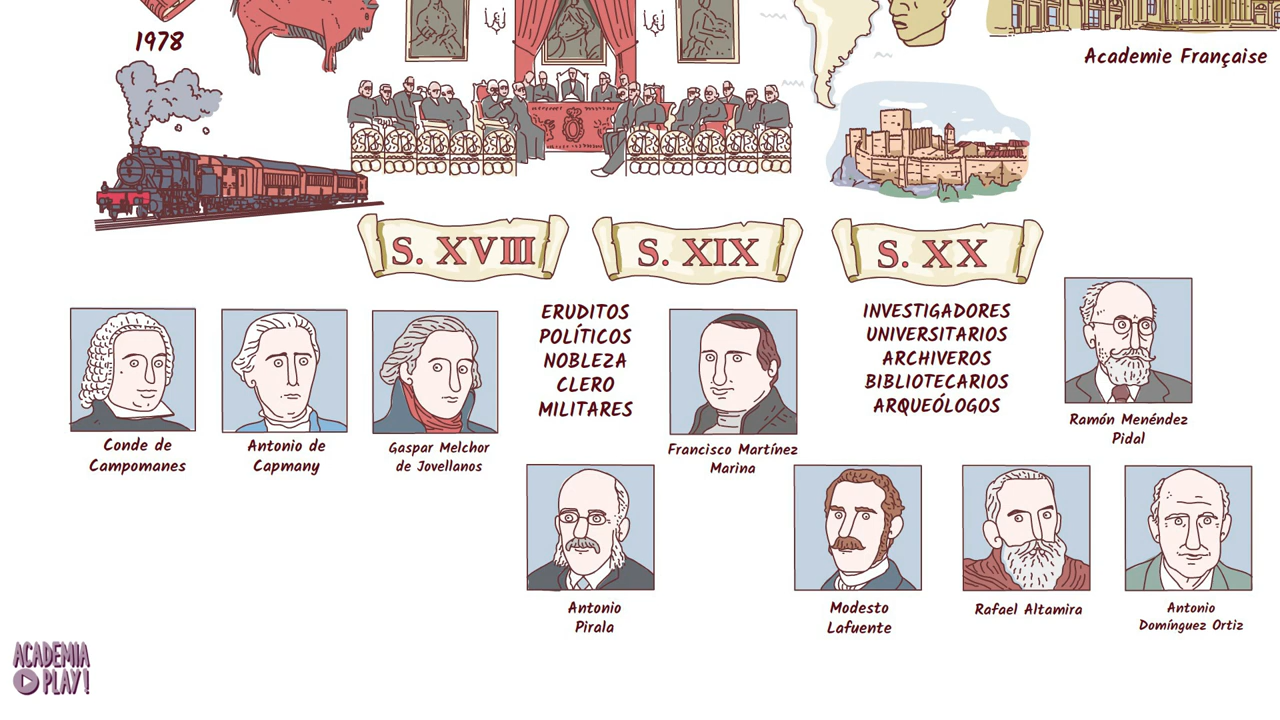 1978
Academie Française
S. XVIII
S. XIX
S. XX
Conde de
Campomanes
Antonio de
Capmany
Gaspar Melchor
de Jovellanos
ERUDITOS
POLÍTICOS
NOBLEZA
CLERO
MILITARES
Francisco Martínez
Marina
INVESTIGADORES
UNIVERSITARIOS
ARCHIVEROS
BIBLIOTECARIOS
ARQUEÓLOGOS
Ramón Menéndez
Pidal
Antonio
Pirala
Modesto
Lafuente
Rafael Altamira
Antonio
Domínguez Ortiz
ACADEMIA
PLAY!